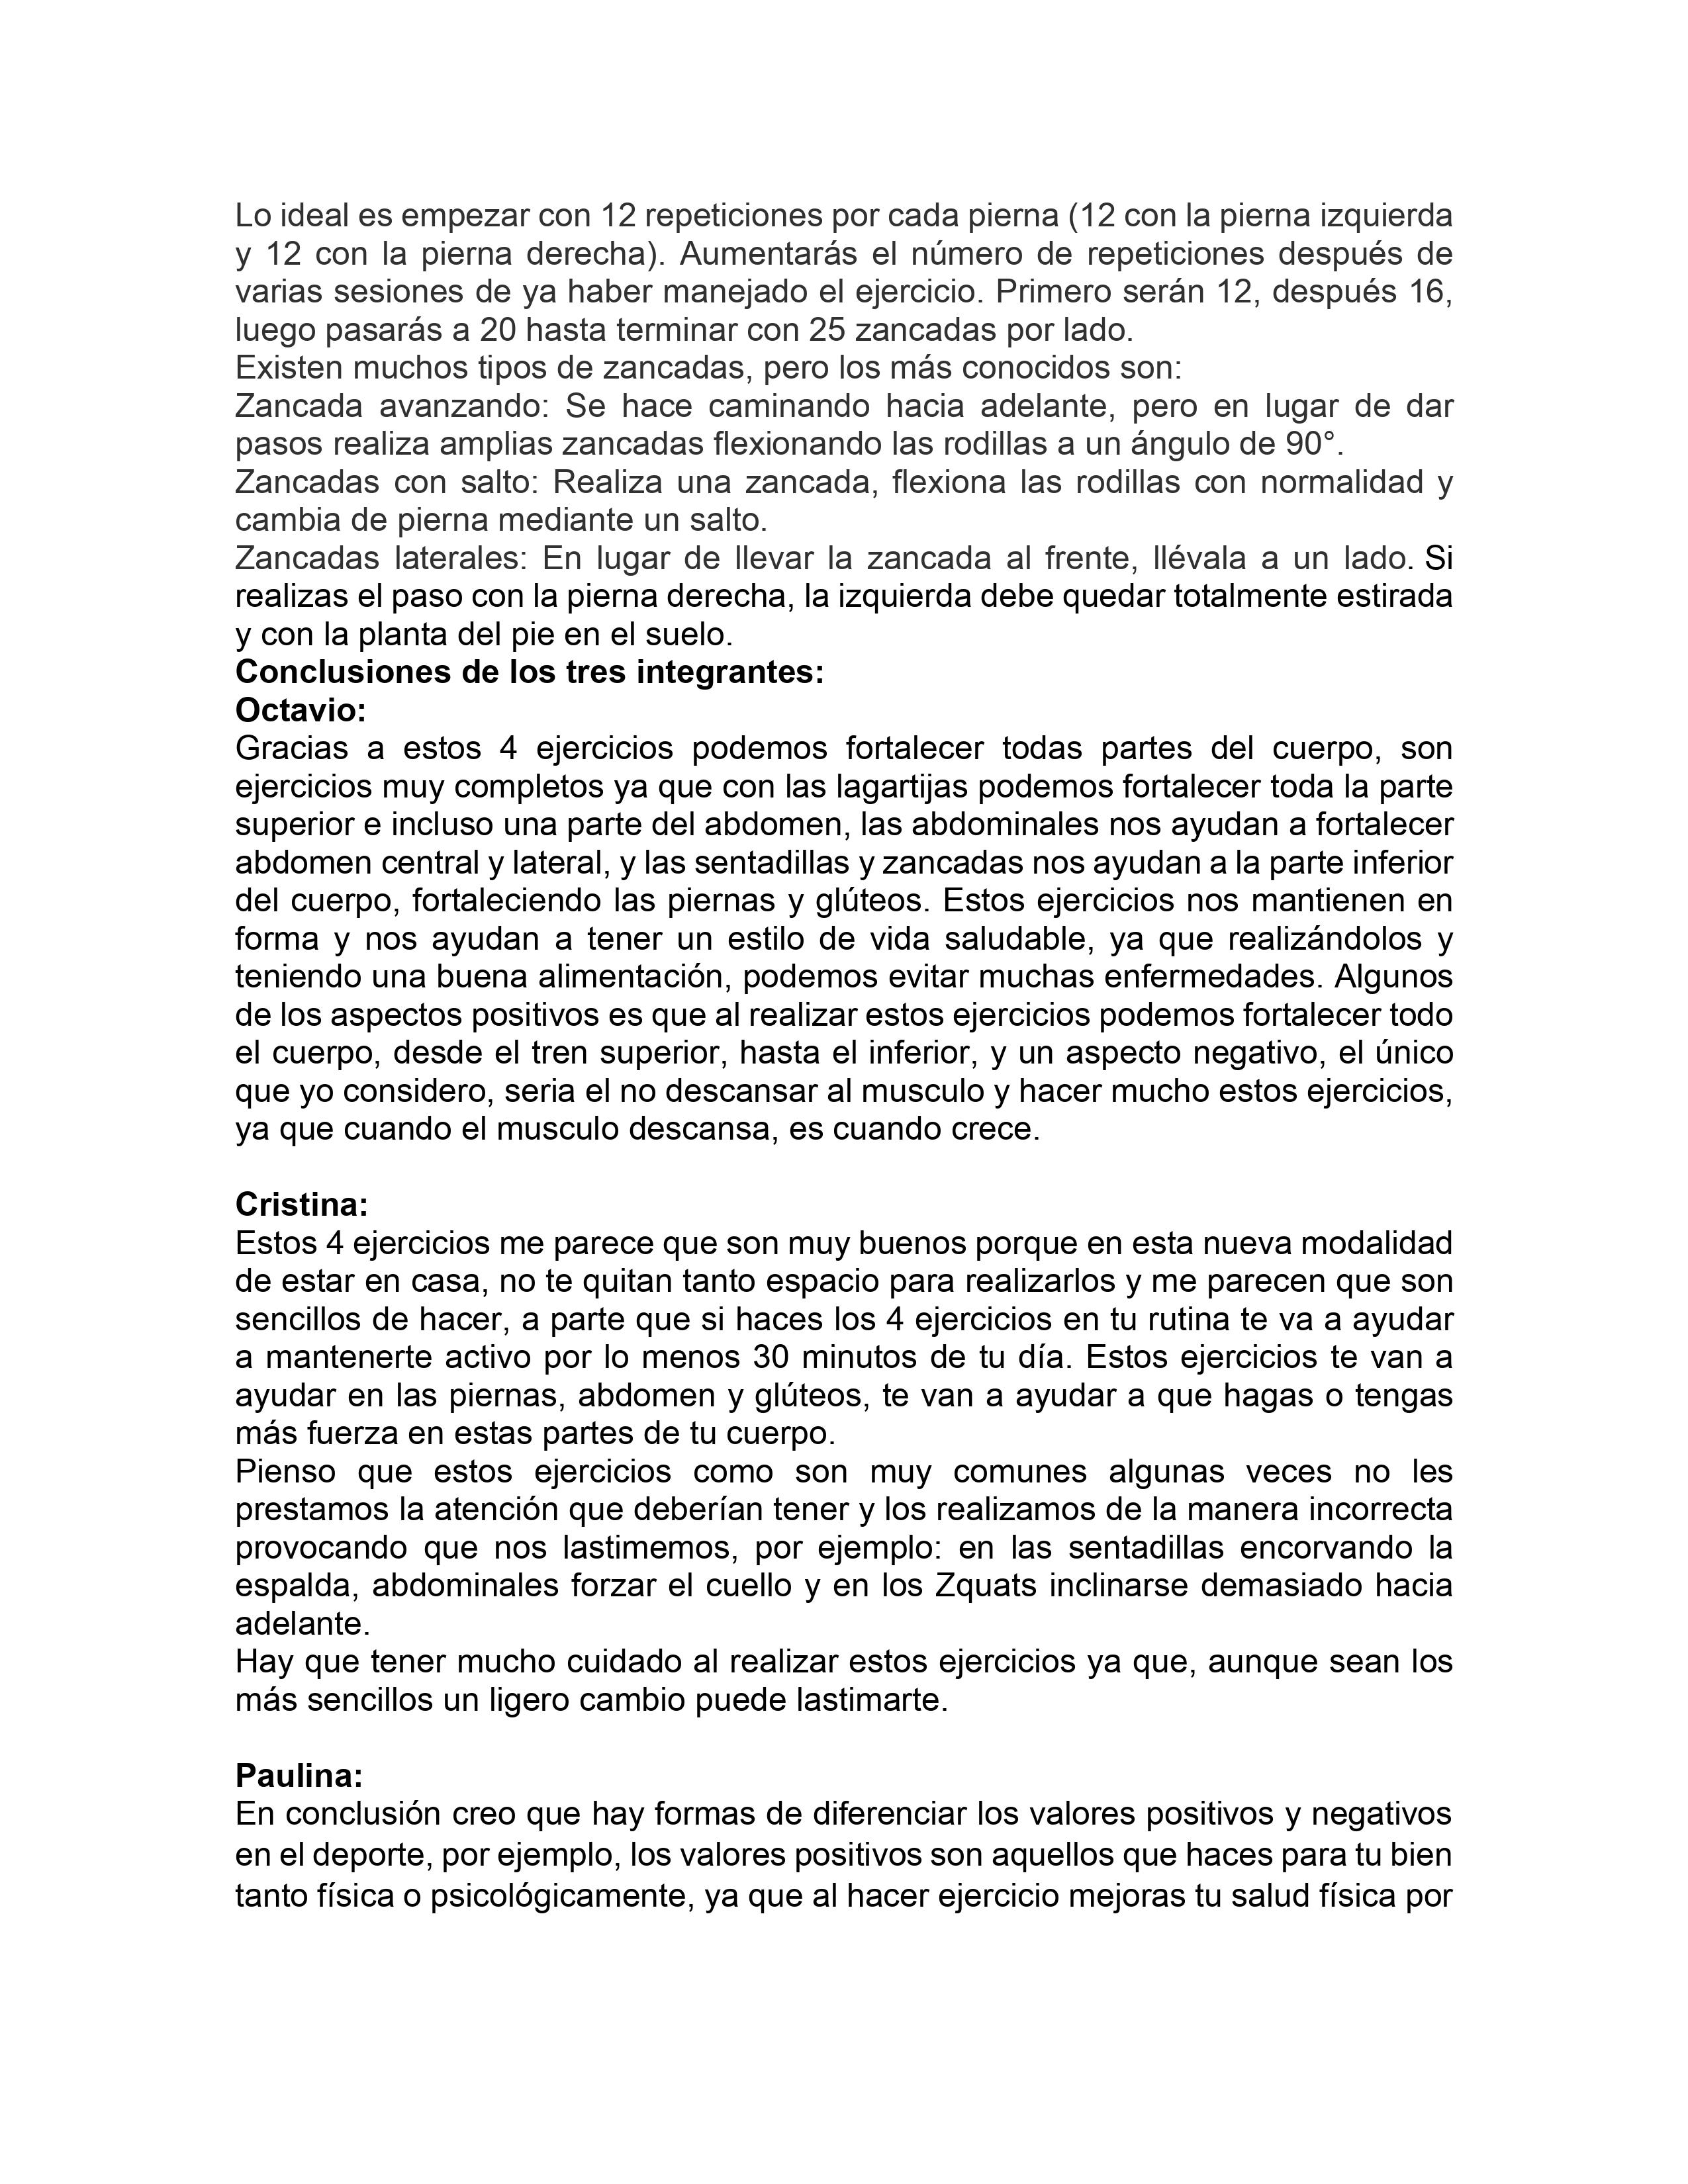 Lo ideal es empezar con 12 repeticiones por cada pierna (12 con la pierna izquierda
y 12 con la pierna derecha). Aumentarás el número de repeticiones después de
varias sesiones de ya haber manejado el ejercicio. Primero serán 12, después 16,
luego pasarás a 20 hasta terminar con 25 zancadas por lado.
Existen muchos tipos de zancadas, pero los más conocidos son:
Zancada avanzando: Se hace caminando hacia adelante, pero en lugar de dar
pasos realiza amplias zancadas flexionando las rodillas a un ángulo de 90°.
Zancadas con salto: Realiza una zancada, flexiona las rodillas con normalidad y
cambia de pierna mediante un salto.
Zancadas laterales: En lugar de llevar la zancada al frente, llévala a un lado. Si
realizas el paso con la pierna derecha, la izquierda debe quedar totalmente estirada
y con la planta del pie en el suelo.
Conclusiones de los tres integrantes:
Octavio:
Gracias a estos 4 ejercicios podemos fortalecer todas partes del cuerpo, son
ejercicios muy completos ya que con las lagartijas podemos fortalecer toda la parte
superior e incluso una parte del abdomen, las abdominales nos ayudan a fortalecer
abdomen central y lateral, y las sentadillas y zancadas nos ayudan a la parte inferior
del cuerpo, fortaleciendo las piernas y glúteos. Estos ejercicios nos mantienen en
forma y nos ayudan a tener un estilo de vida saludable, ya que realizándolos y
teniendo una buena alimentación, podemos evitar muchas enfermedades. Algunos
de los aspectos positivos es que al realizar estos ejercicios podemos fortalecer todo
el cuerpo, desde el tren superior, hasta el inferior, y un aspecto negativo, el único
que yo considero, seria el no descansar al musculo y hacer mucho estos ejercicios,
ya que cuando el musculo descansa, es cuando crece.
Cristina:
Estos 4 ejercicios me parece que son muy buenos porque en esta nueva modalidad
de estar en casa, no te quitan tanto espacio para realizarlos y me parecen que son
sencillos de hacer, a parte que si haces los 4 ejercicios en tu rutina te va a ayudar
a mantenerte activo por lo menos 30 minutos de tu día. Estos ejercicios te van a
ayudar en las piernas, abdomen y glúteos, te van a ayudar a que hagas o tengas
más fuerza en estas partes de tu cuerpo.
Pienso que estos ejercicios como son muy comunes algunas veces no les
prestamos la atención que deberían tener y los realizamos de la manera incorrecta
provocando que nos lastimemos, por ejemplo: en las sentadillas encorvando la
espalda, abdominales forzar el cuello y en los Zquats inclinarse demasiado hacia
adelante.
Hay que tener mucho cuidado al realizar estos ejercicios ya que, aunque sean los
más sencillos un ligero cambio puede lastimarte.
Paulina:
En conclusión creo que hay formas de diferenciar los valores positivos y negativos
en el deporte, por ejemplo, los valores positivos son aquellos que haces para tu bien
tanto física o psicológicamente, ya que al hacer ejercicio mejoras tu salud física por